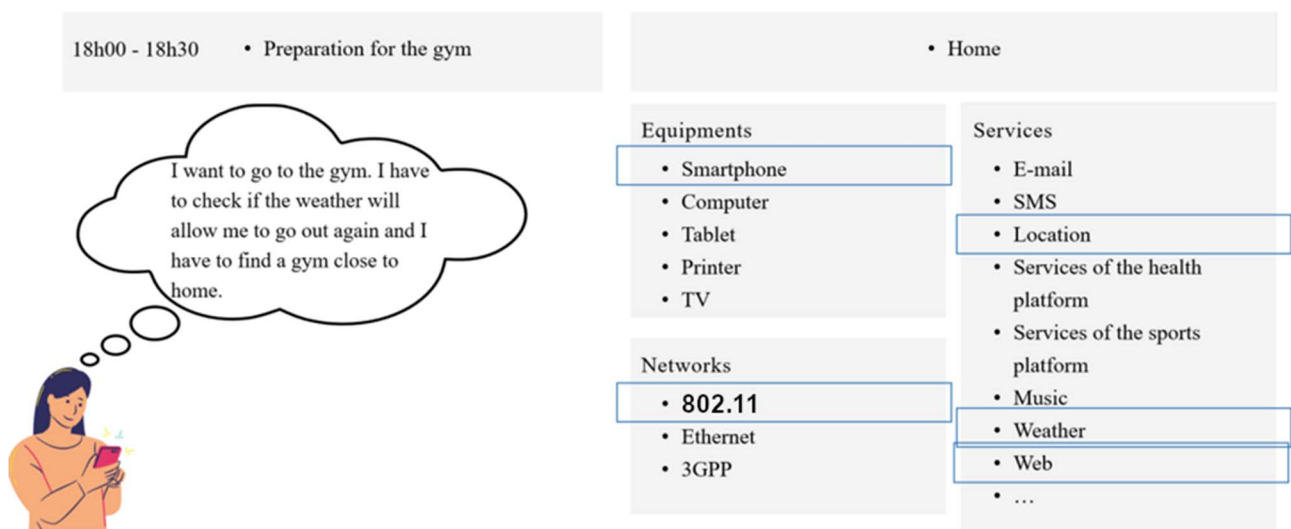 18h00 - 18h30 • Preparation for the gym
• Home
I want to go to the gym. I have
to check if the weather will
allow me to go out again and I
have to find a gym close to
home.
Equipments
• Smartphone
• Computer
• Tablet
• Printer
• TV
Networks
• 802.11
• Ethernet
• 3GPP
Services
• E-mail
• SMS
• Location
• Services of the health
platform
• Services of the sports
platform
• Music
• Weather
• Web
• ...